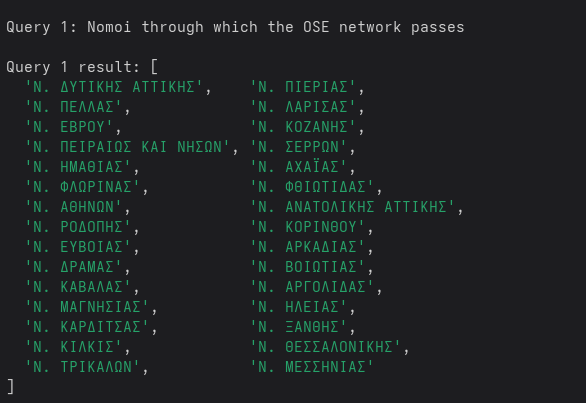 Query 1: Nomoi through which the OSE network passes
Query 1 result: [
'Ν. ΔΥΤΙΚΗΣ ΑΤΤΙΚΗΣ', 'Ν. ΠΙΕΡΙΑΣ',
'Ν. ΠΕΛΛΑΣ', 'Ν. ΛΑΡΙΣΑΣ',
'Ν. ΕΒΡΟΥ', 'Ν. ΚΟΖΑΝΗΣ',
'Ν. ΠΕΙΡΑΙΩΣ ΚΑΙ ΝΗΣΩΝ', 'Ν. ΣΕΡΡΩΝ',
'Ν. ΗΜΑΘΙΑΣ', 'Ν. ΑΧΑΪΑΣ',
'Ν. ΦΛΩΡΙΝΑΣ', 'Ν. ΦΘΙΩΤΙΔΑΣ',
'Ν. ΑΘΗΝΩΝ', 'Ν. ΑΝΑΤΟΛΙΚΗΣ ΑΤΤΙΚΗΣ',
'Ν. ΡΟΔΟΠΗΣ', 'Ν. ΚΟΡΙΝΘΟΥ',
'Ν. ΕΥΒΟΙΑΣ', 'Ν. ΑΡΚΑΔΙΑΣ',
'Ν. ΔΡΑΜΑΣ', 'Ν. ΒΟΙΩΤΙΑΣ',
'Ν. ΚΑΒΑΛΑΣ', 'Ν. ΑΡΓΟΛΙΔΑΣ',
'Ν. ΜΑΓΝΗΣΙΑΣ', 'Ν. ΗΛΕΙΑΣ',
'Ν. ΚΑΡΔΙΤΣΑΣ', 'Ν. ΞΑΝΘΗΣ',
'Ν. ΚΙΛΚΙΣ', 'Ν. ΘΕΣΣΑΛΟΝΙΚΗΣ',
'Ν. ΤΡΙΚΑΛΩΝ', 'Ν. ΜΕΣΣΗΝΙΑΣ'
]